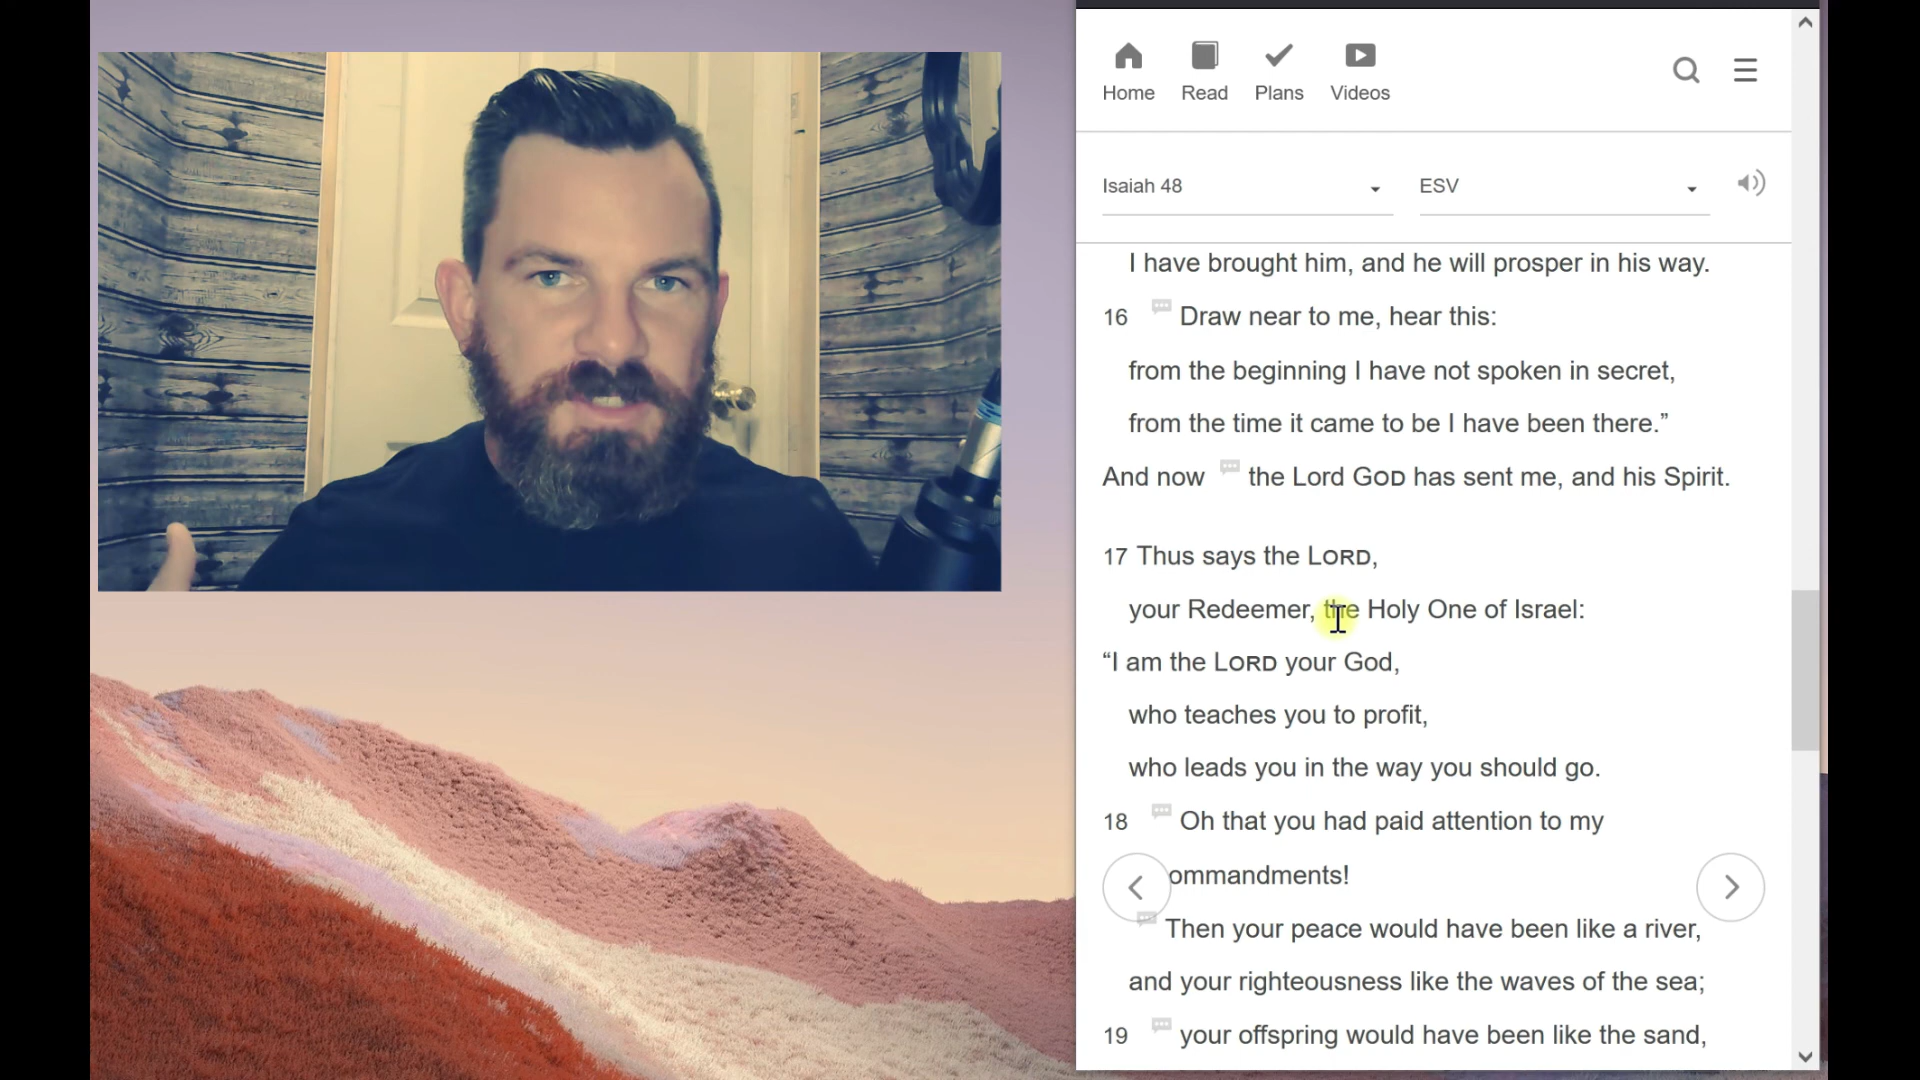 Home Read Plans Videos
Isaiah 48 ESV
I have brought him, and he will prosper in his way.
16 Draw near to me, hear this:
from the beginning I have not spoken in secret,
from the time it came to be I have been there.”
And now the Lord GOD has sent me, and his Spirit.
17 Thus says the LORD,
your Redeemer, the Holy One of Israel:
“I am the LORD your God,
who teaches you to profit,
who leads you in the way you should go.
18 Oh that you had paid attention to my
ommandments!
Then your peace would have been like a river,
and your righteousness like the waves of the sea;
19 your offspring would have been like the sand,